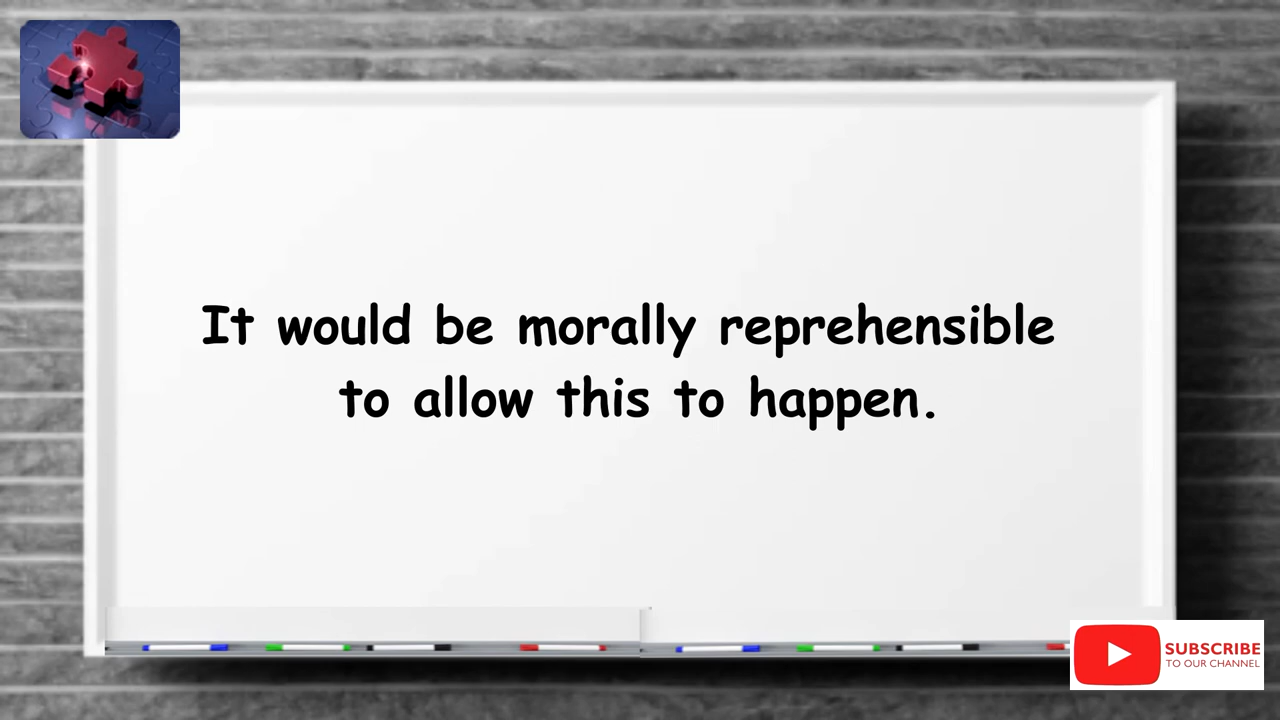 It would be morally reprehensible
to allow this to happen.
SUBSCRIBE
TO OUR CHANNEL